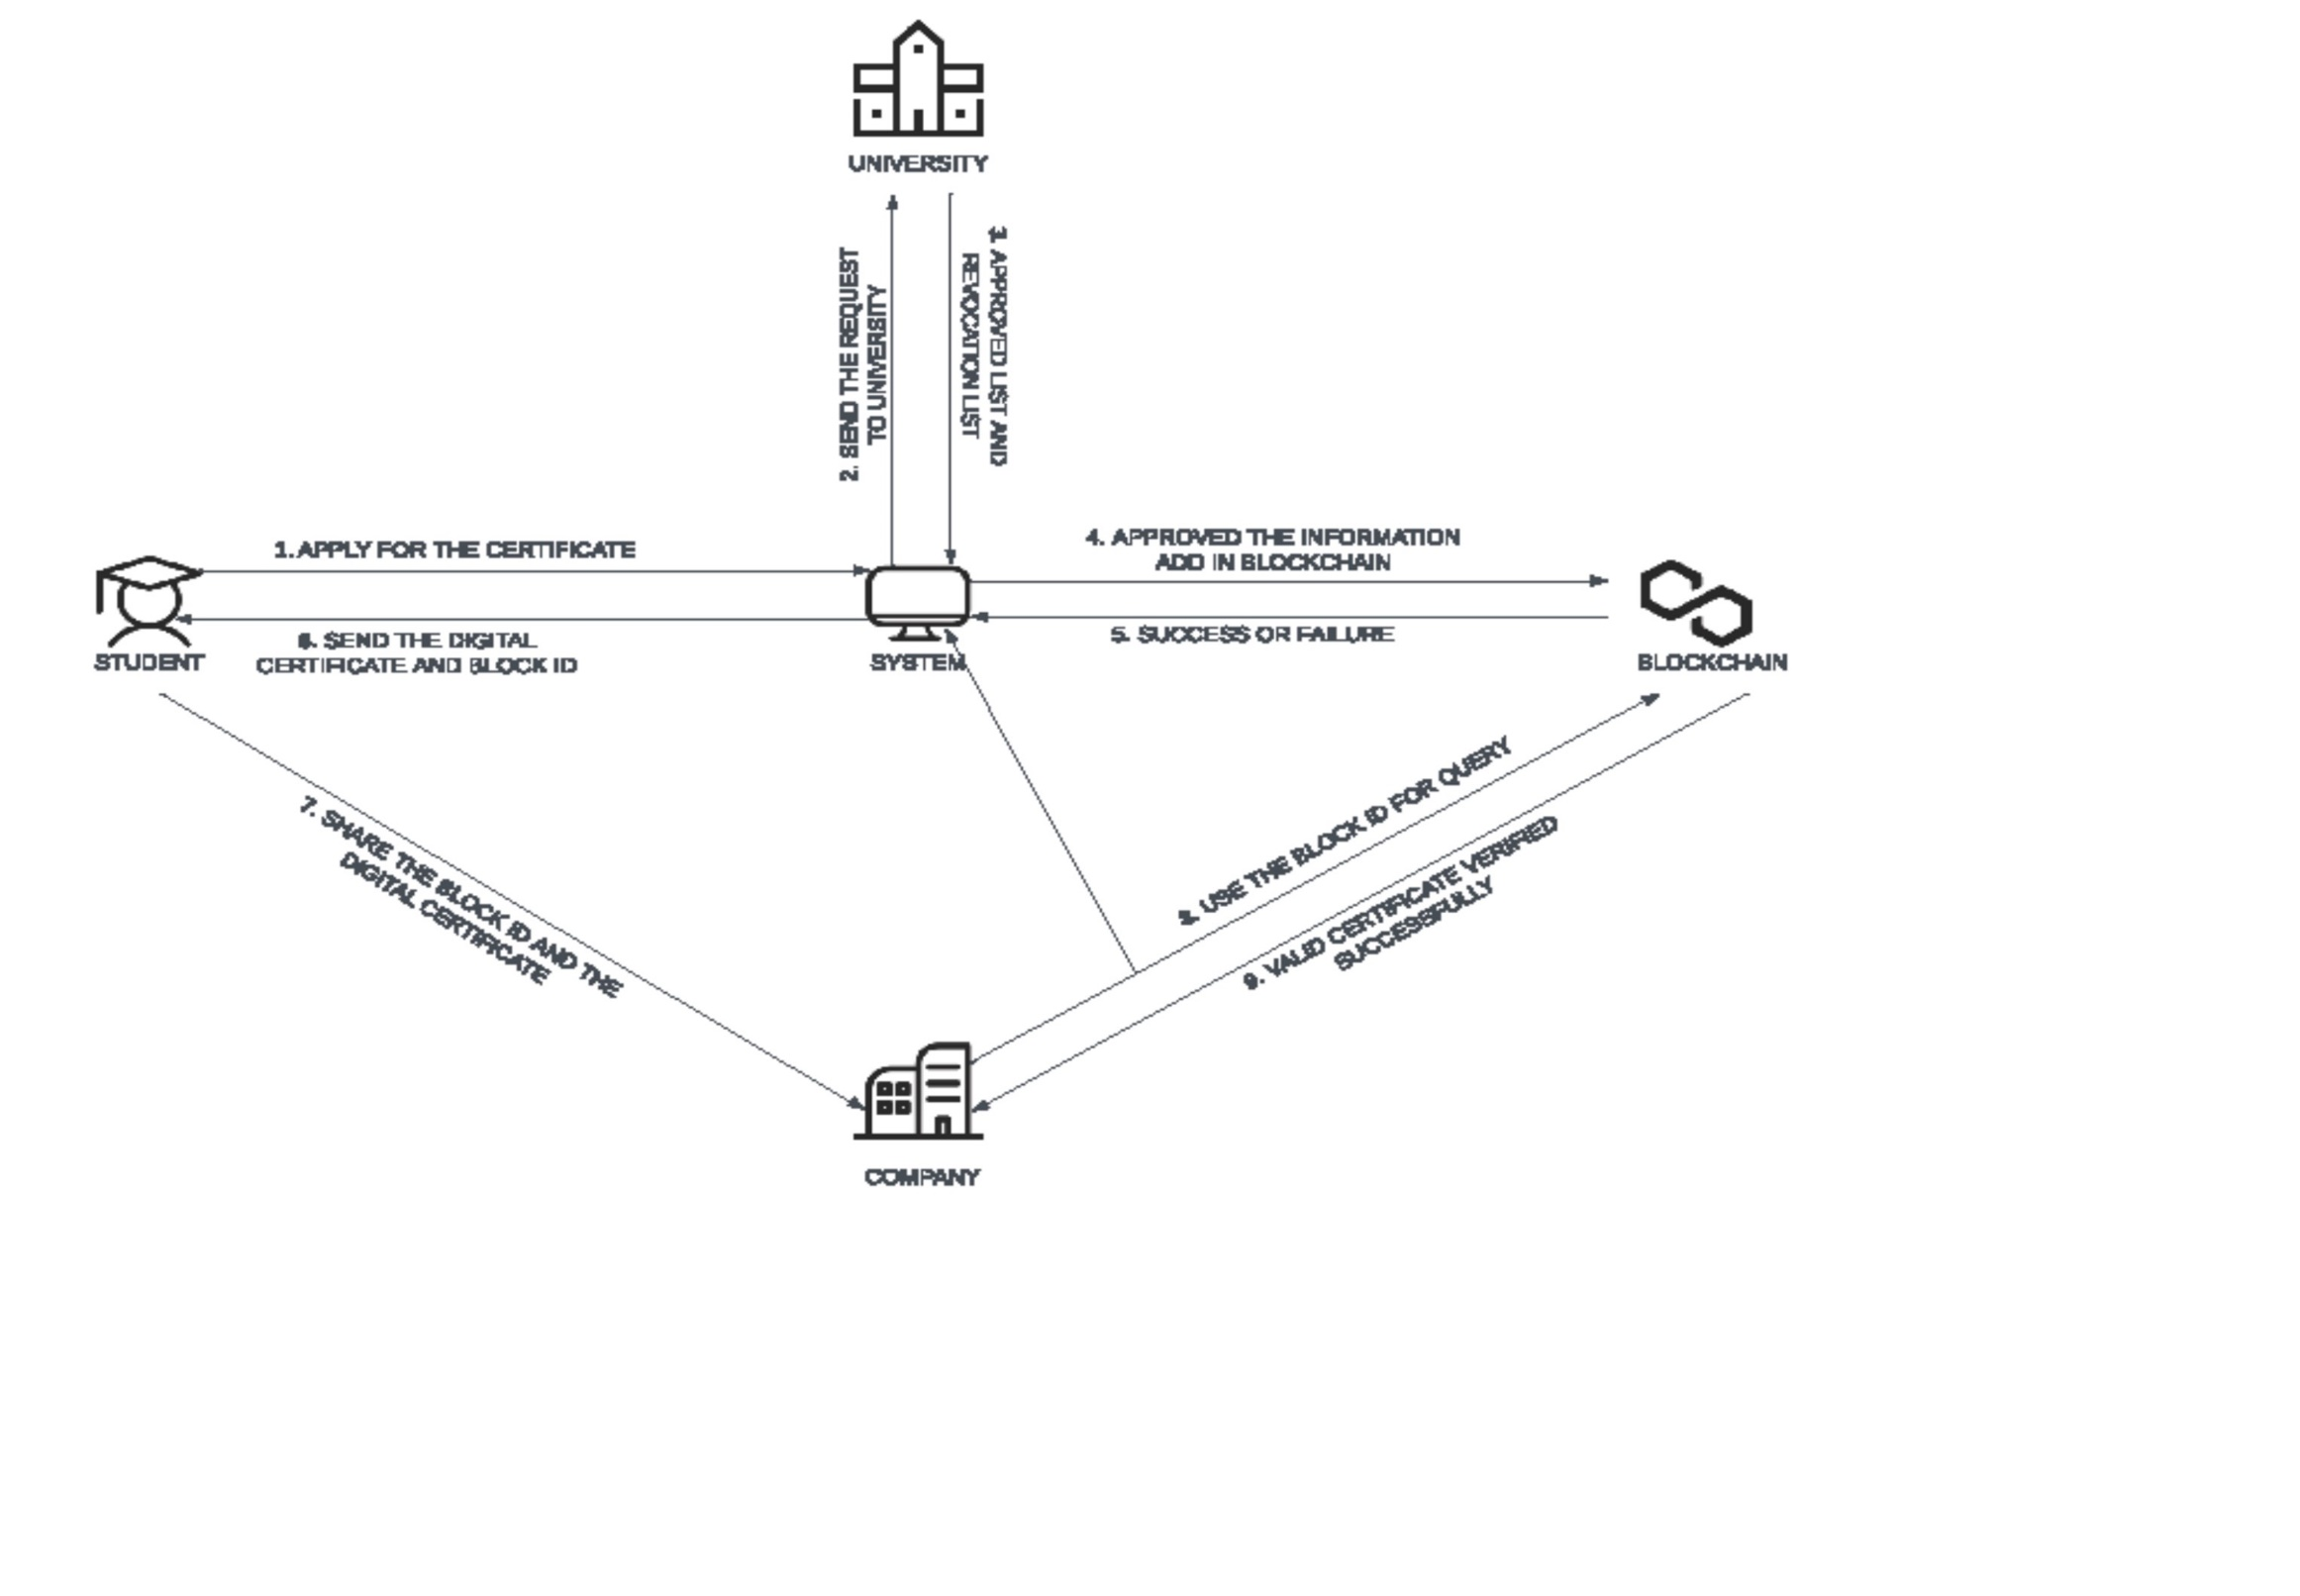 UNIVERSITY
2. SEND THE REQUEST
TO UNIVERSITY
3. APPROVED LIST AND
REVOCATION LIST
1. APPLY FOR THE CERTIFICATE
4. APPROVED THE INFORMATION
ADD IN BLOCKCHAIN
6. SEND THE DIGITAL
CERTIFICATE AND BLOCK ID
5. SUCCESS OR FAILURE
STUDENT
SYSTEM
BLOCKCHAIN
7. SHARE THE BLOCK ID AND THE
DIGITAL CERTIFICATE
8. USE THE BLOCK ID FOR QUERY
9. VALID CERTIFICATE VERIFIED
SUCCESSFULLY
COMPANY